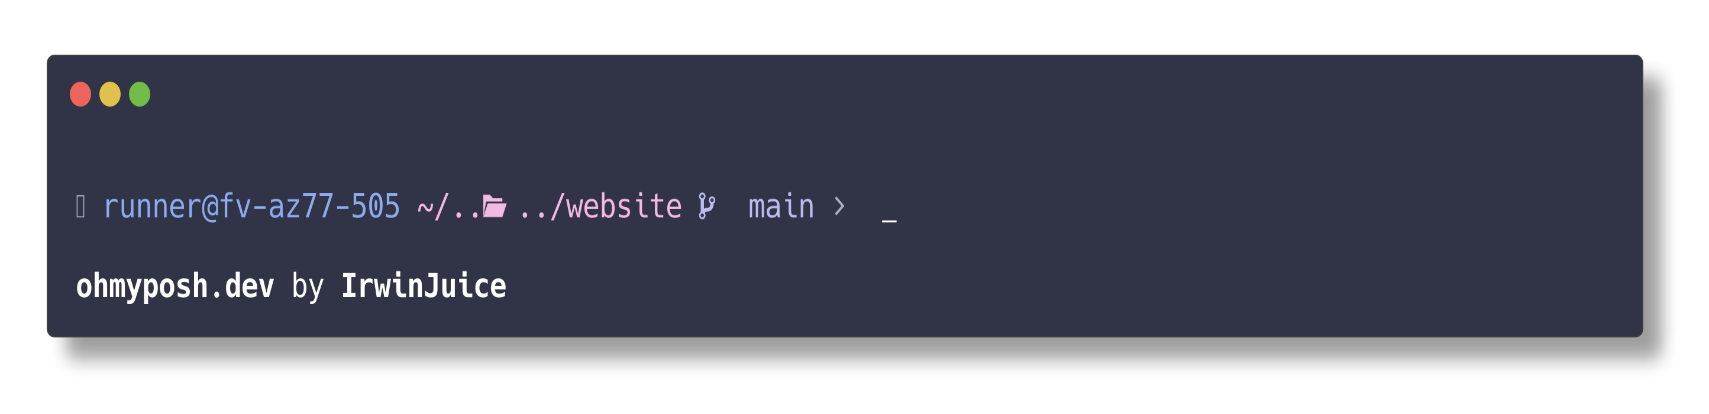 runner@fv-az77-505 ~/.. ../website main > _
ohmyposh.dev by IrwinJuice